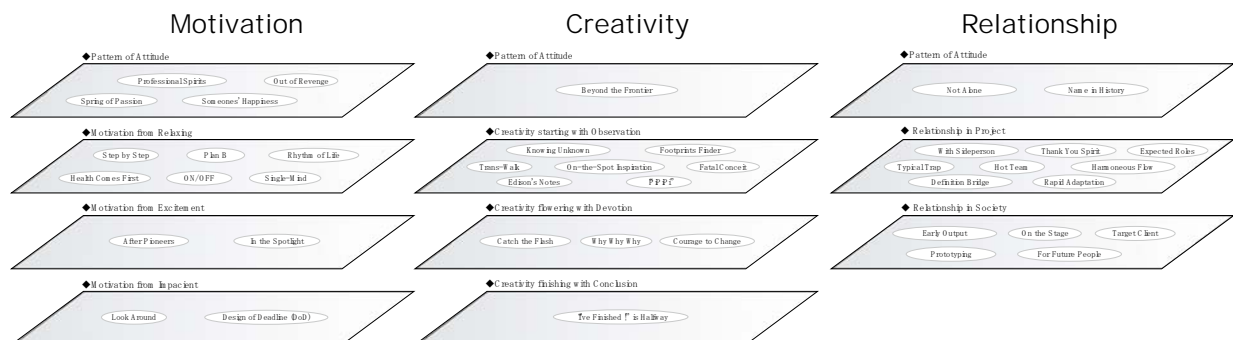 Motivation
◆Pattern of Attitude
Professional Spirits
Out of Revenge
Spring of Passion
Someones' Happiness
◆Motivation from Relaxing
Step by Step
Plan B
Rhythm of Life
Health Comes First
ON/OFF
Single-Mind
◆Motivation from Excitement
After Pioneers
In the Spotlight
◆Motivation from Impacient
Look Around
Design of Deadline (DoD)
Creativity
◆Pattern of Attitude
Beyond the Frontier
◆Creativity starting with Observation
Knowing Unknown
Footprints Finder
Trans-Walk
On-the-Spot Inspiration
Fatal Conceit
Edison's Notes
◆Creativity flowering with Devotion
Catch the Flash
Why Why Why
Courage to Change
◆Creativity finishing with Conclusion
"I've Finished !" is Halfway
Relationship
◆Pattern of Attitude
Not Alone
Name in History
◆ Relationship in Project
With Sideperson
Thank You Spirit
Expected Roles
Typical Trap
Hot Team
Harmoneous Flow
Definition Bridge
Rapid Adaptation
◆ Relationship in Society
Early Output
On the Stage
Target Client
Prototyping
For Future People